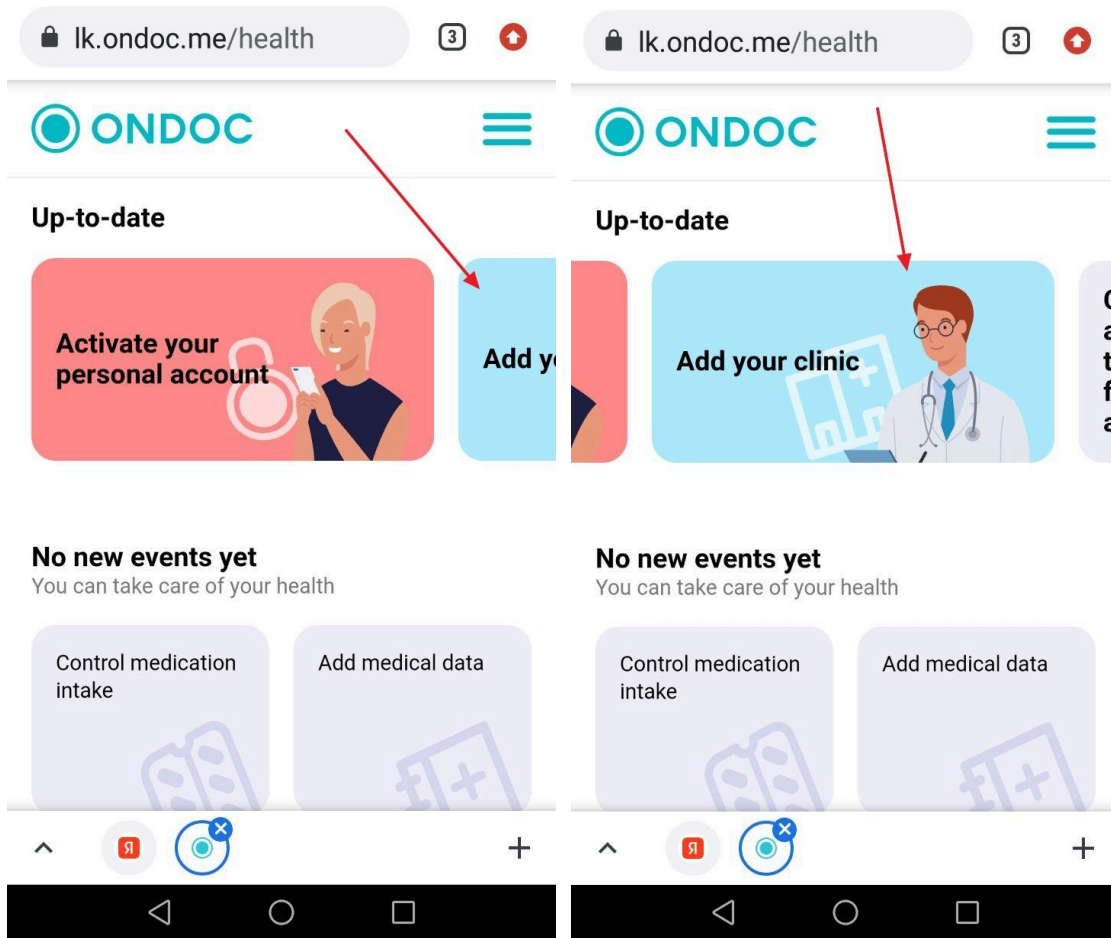 lk.ondoc.me/health
3
ONDOC
Up-to-date
Activate your
personal account
Add
No new events yet
You can take care of your health
Control medication
intake
Add medical data
Я
lk.ondoc.me/health
3
ONDOC
Up-to-date
Add your clinic
No new events yet
You can take care of your health
Control medication
intake
Add medical data
Я